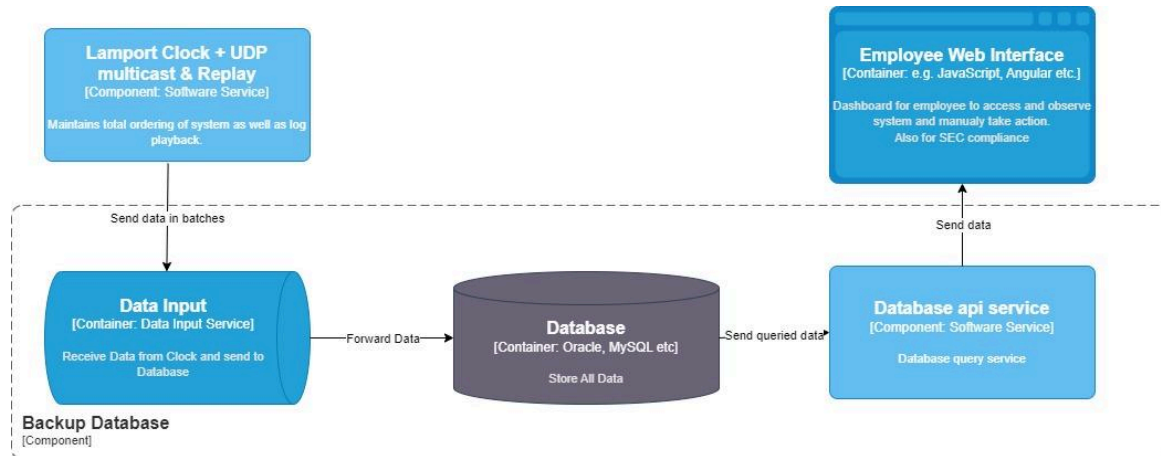 Lamport Clock + UDP
multicast & Replay
[Component: Software Service]
Maintains total ordering of system as well as log
playback.
Employee Web Interface
[Container: e.g. JavaScript, Angular etc.]
Dashboard for employee to access and observe
system and manualy take action.
Also for SEC compliance
Send data in batches
Send data
Data Input
[Container: Data Input Service]
Receive Data from Clock and send to
Database
Forward Data
Database
[Container: Oracle, MySQL etc]
Store All Data
Send queried data
Database api service
[Component: Software Service]
Database query service
Backup Database
[Component]